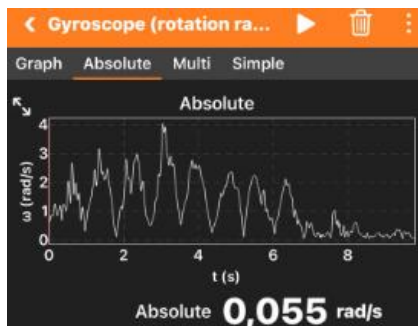 Gyroscope (rotation ra...
Graph Absolute Multi Simple
Absolute
4
3
2
1
0
ω (rad/s)
0 2 4 6 8
t (s)
Absolute 0,055 rad/s